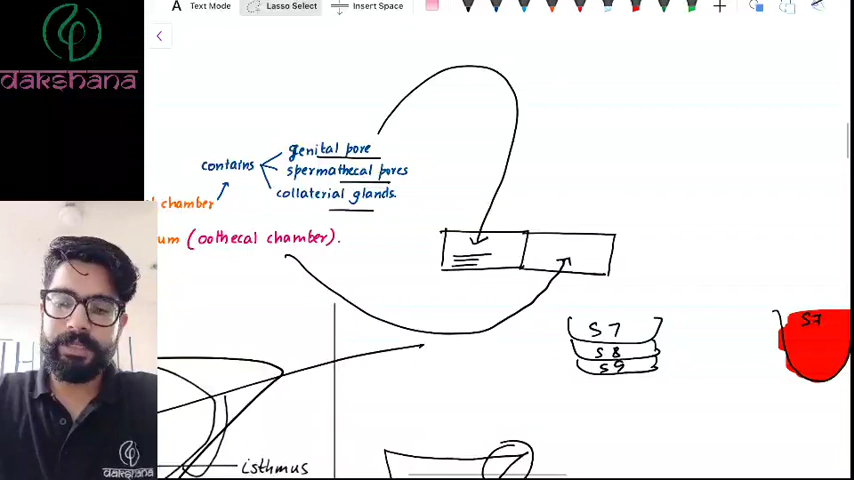 Text Mode Lasso Select Insert Space
dakshana
genital pore
contains spermathecal pores
collaterial glands.
chamber
um (oothecal chamber).
S7
S8
S9
S7
isthmus
dakshana